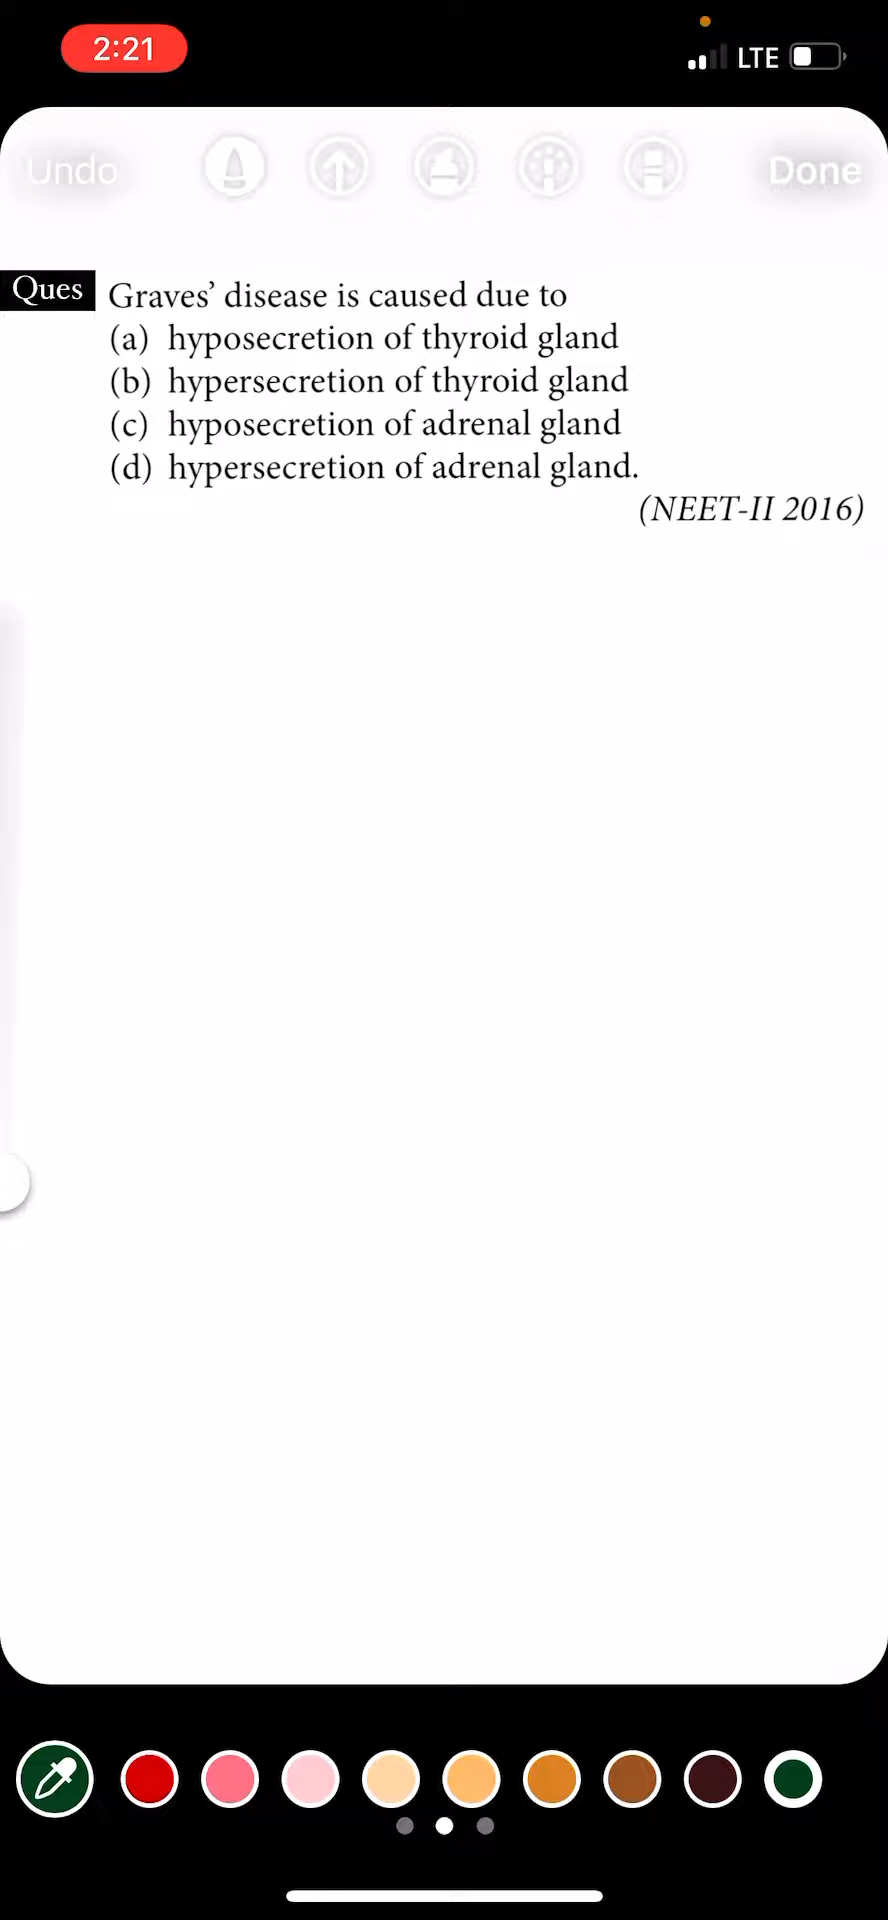 2:21
LTE
Undo
Done
Ques Graves’ disease is caused due to
(a) hyposecretion of thyroid gland
(b) hypersecretion of thyroid gland
(c) hyposecretion of adrenal gland
(d) hypersecretion of adrenal gland.
(NEET-II 2016)